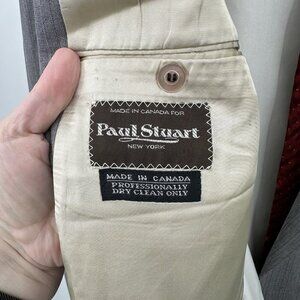 MADE IN CANADA FOR
Paul Stuart
NEW YORK
MADE IN CANADA
PROFESSIONALLY
DRY CLEAN ONLY